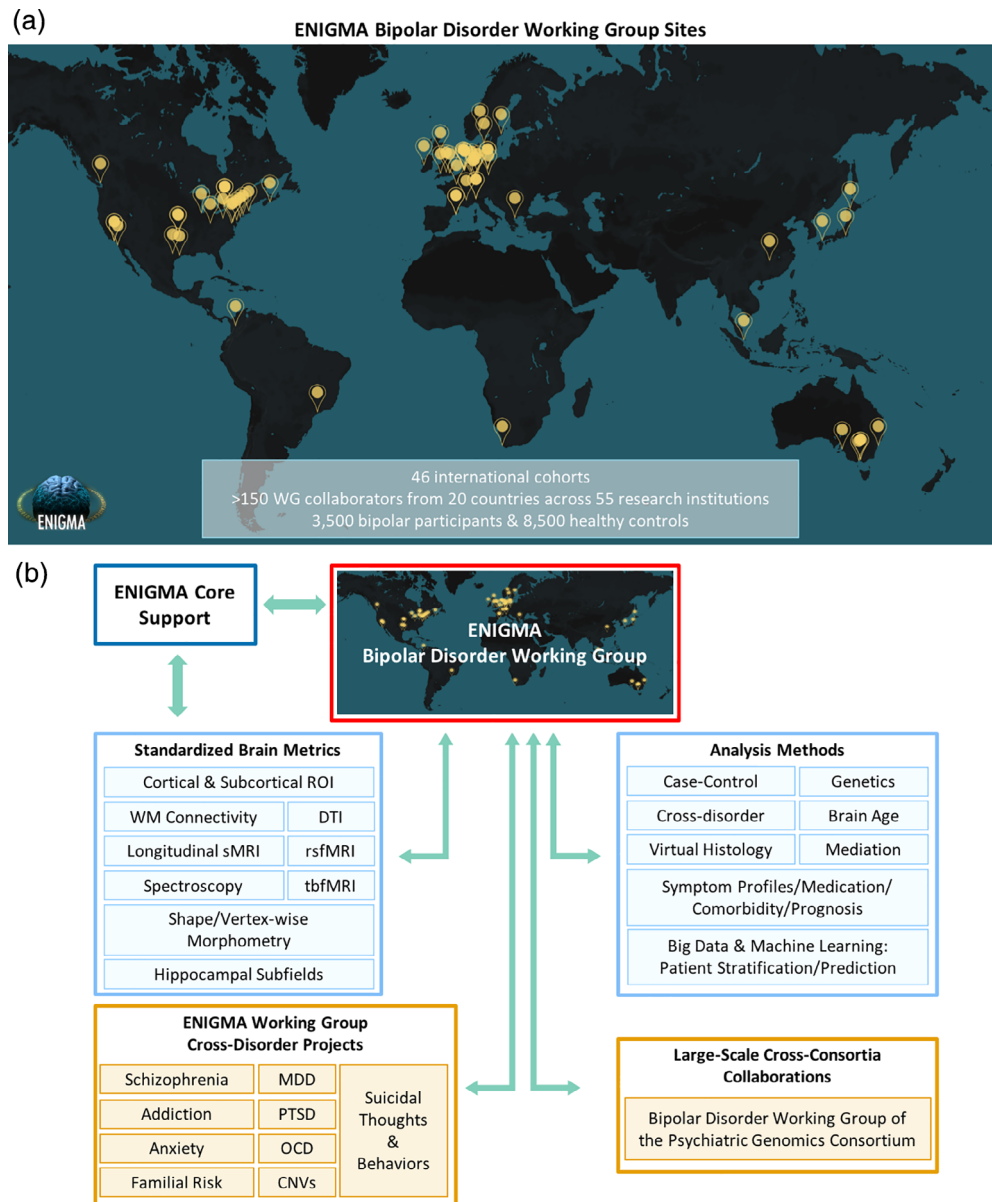 (a)
ENIGMA Bipolar Disorder Working Group Sites
46 international cohorts
>150 WG collaborators from 20 countries across 55 research institutions
3,500 bipolar participants & 8,500 healthy controls
ENIGMA
(b)
ENIGMA Core
Support
ENIGMA
Bipolar Disorder Working Group
Standardized Brain Metrics
Cortical & Subcortical ROI
WM Connectivity
DTI
Longitudinal sMRI
rsfMRI
Spectroscopy
tbfMRI
Shape/Vertex-wise
Morphometry
Hippocampal Subfields
Analysis Methods
Case-Control
Genetics
Cross-disorder
Brain Age
Virtual Histology
Mediation
Symptom Profiles/Medication/
Comorbidity/Prognosis
Big Data & Machine Learning:
Patient Stratification/Prediction
ENIGMA Working Group
Cross-Disorder Projects
Schizophrenia
MDD
Addiction
PTSD
Anxiety
OCD
Familial Risk
CNVs
Suicidal
Thoughts
&
Behaviors
Large-Scale Cross-Consortia
Collaborations
Bipolar Disorder Working Group of
the Psychiatric Genomics Consortium